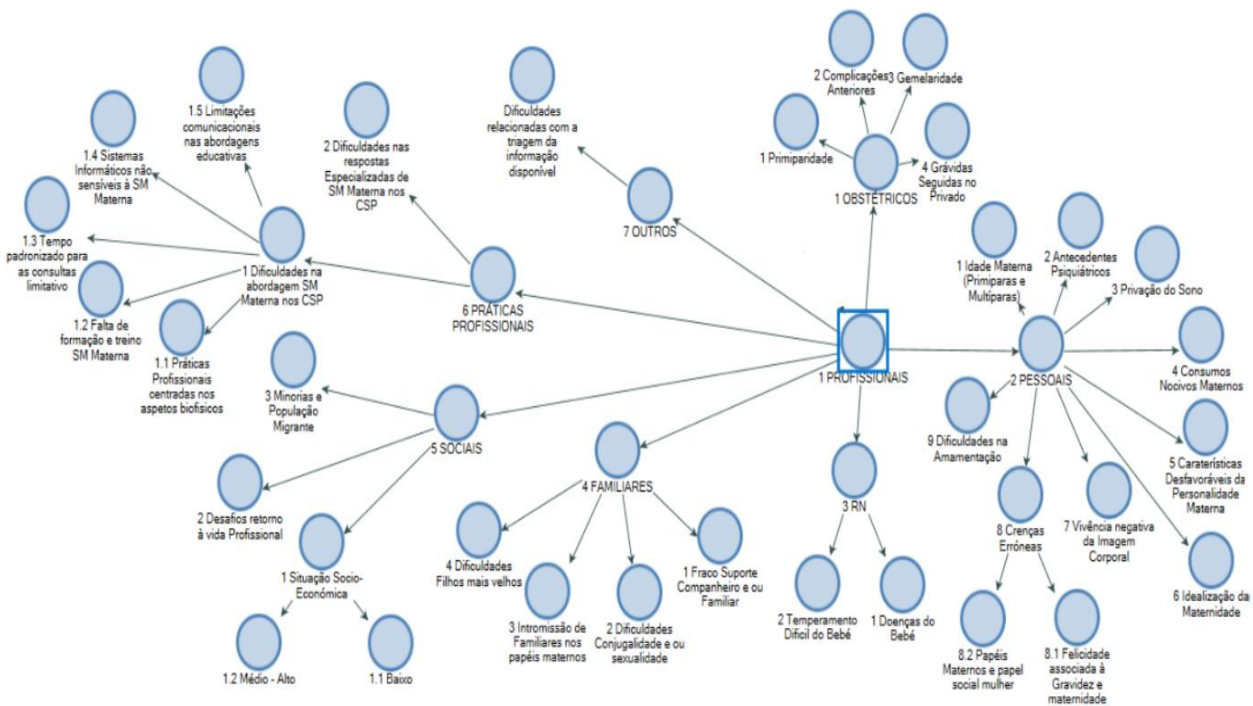 1.5 Limitações
comunicacionais
nas abordagens
educativas
1.4 Sistemas
Informáticos não
sensíveis à SM
Materna
1.3 Tempo
padronizado para
as consultas
limitativo
1.2 Falta de
formação e treino
SM Materna
1.1 Práticas
Profissionais
centradas nos
aspetos biofisicos
1 Dificuldades na
abordagem SM
Materna nos CSP
2 Dificuldades nas
respostas
Especializadas de
SM Materna nos
CSP
6 PRÁTICAS
PROFISSIONAIS
Dificuldades
relacionadas com a
triagem da
informação
disponível
7 OUTROS
2 Complicações
Anteriores
3 Gemelaridade
1 Primiparidade
4 Grávidas
Seguidas no
Privado
1 OBSTÉTRICOS
1 Idade Materna
(Primiparas e
Multíparas)
2 Antecedentes
Psiquiátricos
3 Privação do Sono
1 PROFISSIONAIS
2 PESSOAIS
4 Consumos
Nocivos Maternos
5 Caraterísticas
Desfavoráveis da
Personalidade
Materna
6 Idealização da
Maternidade
7 Vivência negativa
da Imagem
Corporal
8 Crenças
Erróneas
9 Dificuldades na
Amamentação
8.2 Papéis
Maternos e papel
social mulher
8.1 Felicidade
associada à
Gravidez e
maternidade
3 RN
2 Temperamento
Dificil do Bebé
1 Doenças do
Bebé
4 FAMILIARES
4 Dificuldades
Filhos mais velhos
3 Intromissão de
Familiares nos
papéis maternos
2 Dificuldades
Conjugalidade e ou
sexualidade
1 Fraco Suporte
Companheiro e ou
Familiar
5 SOCIAIS
3 Minorias e
População
Migrante
2 Desafios retorno
à vida Profissional
1 Situação Socio-
Económica
1.2 Médio - Alto
1.1 Baixo